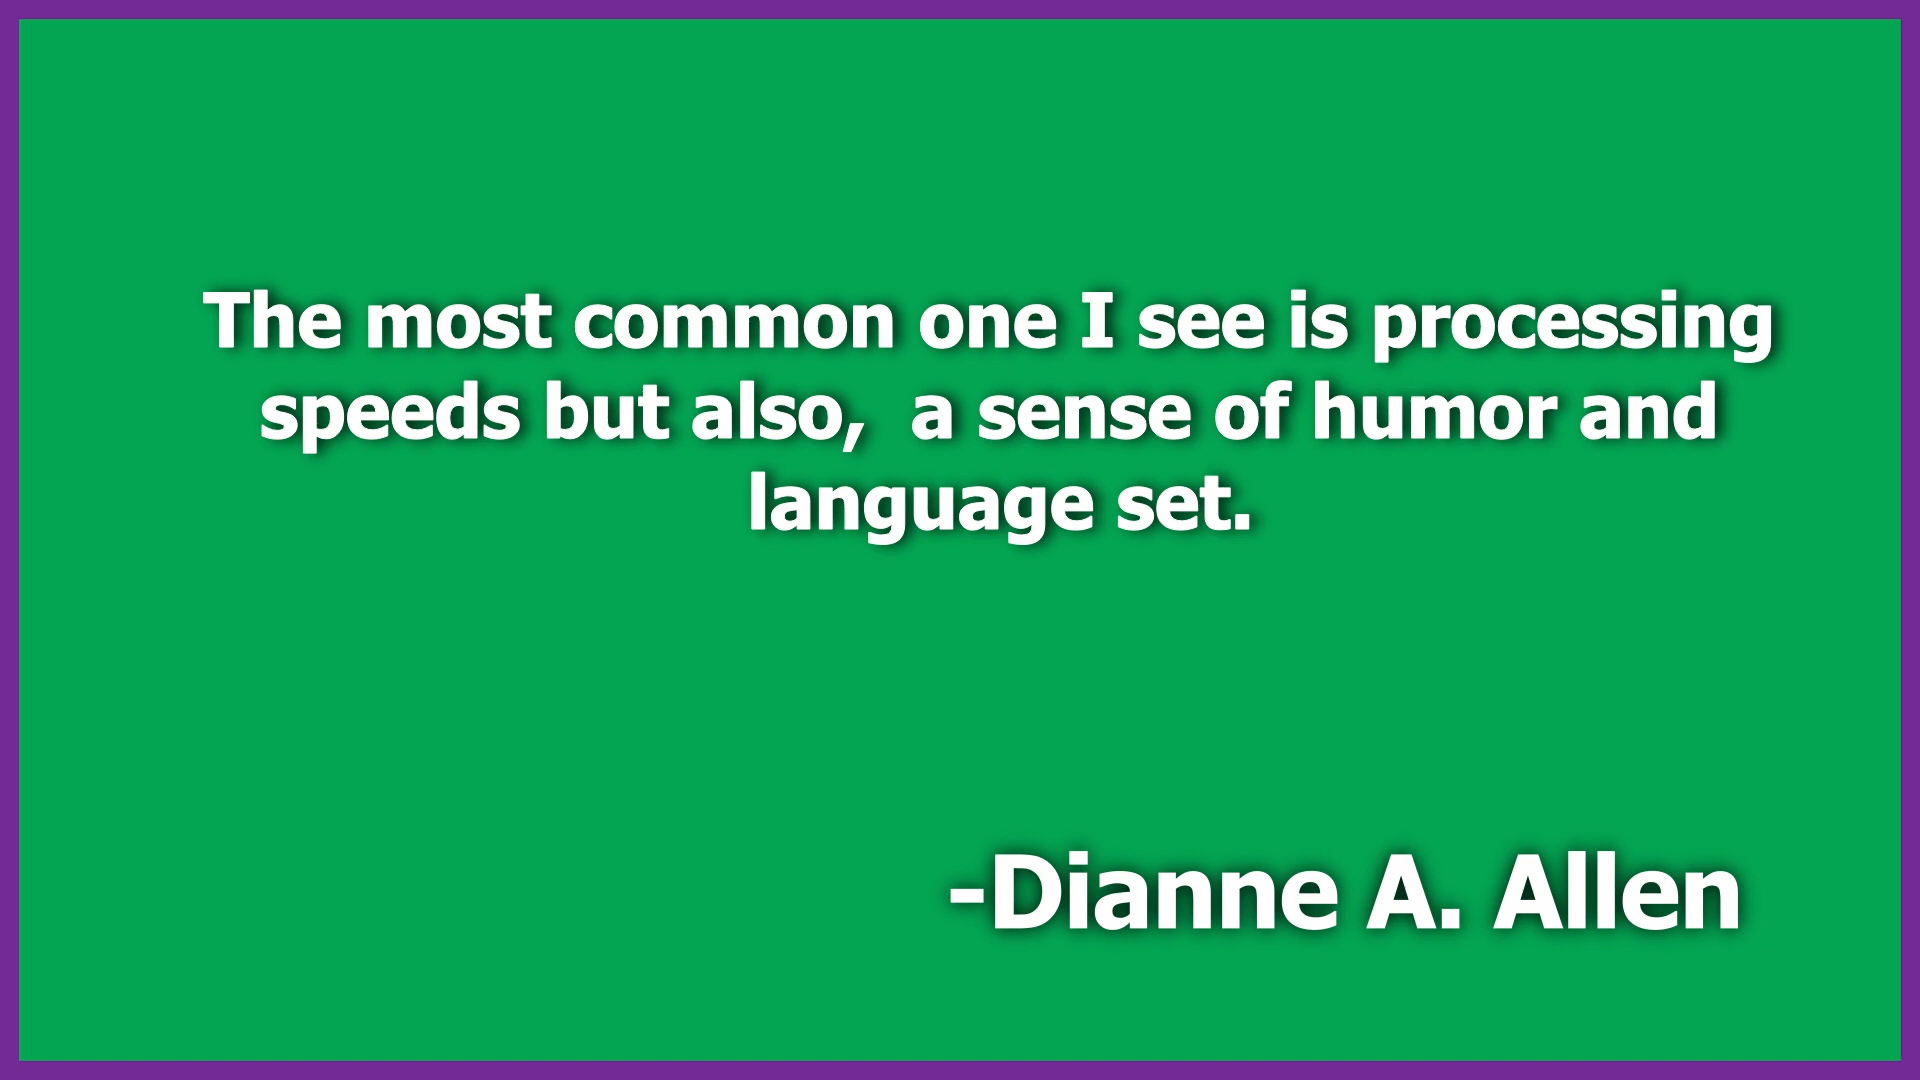 The most common one I see is processing
speeds but also,  a sense of humor and
language set.
-Dianne A. Allen